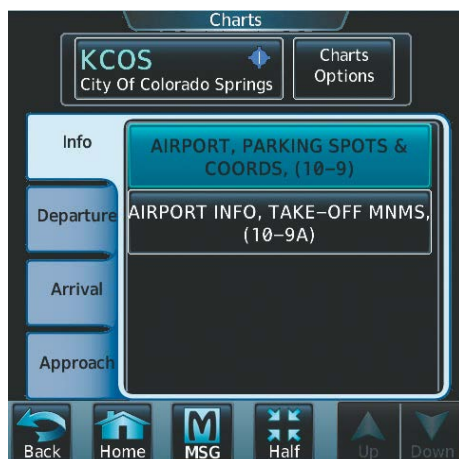 Charts
KCOS
City Of Colorado Springs
Charts
Options
Info
AIRPORT, PARKING SPOTS &
COORDS, (10-9)
Departure
AIRPORT INFO, TAKE-OFF MNMS,
(10-9A)
Arrival
Approach
Back
Home
MSG
Half
Up
Down